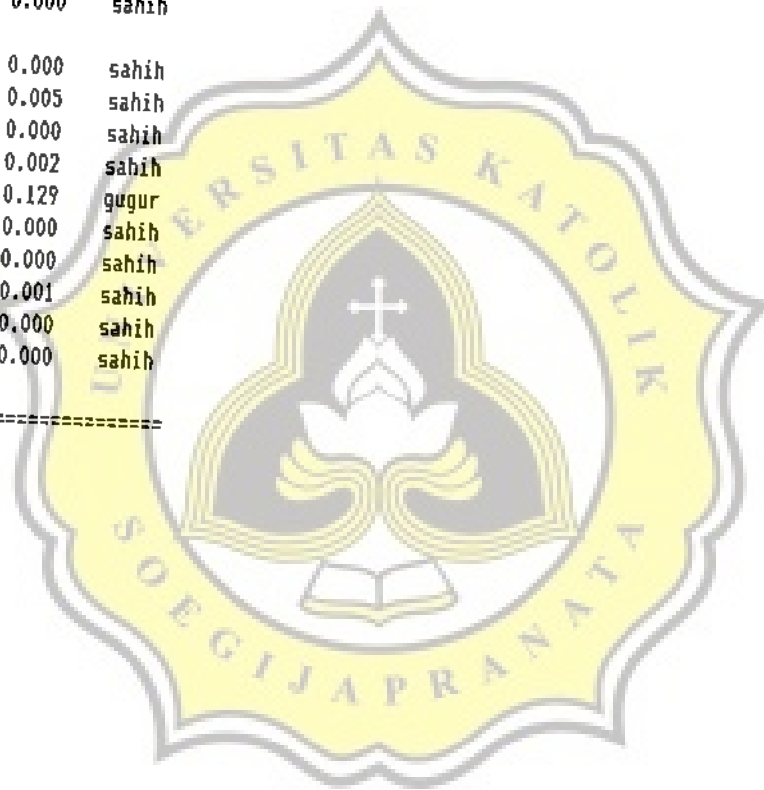 0.000 sahih
0.000 sahih
0.005 sahih
0.000 sahih
0.002 sahih
0.129 gugur
0.000 sahih
0.000 sahih
0.001 sahih
0.000 sahih
0.000 sahih
================
UNIVERSITAS KATOLIK
SOEGIJAPRANATA